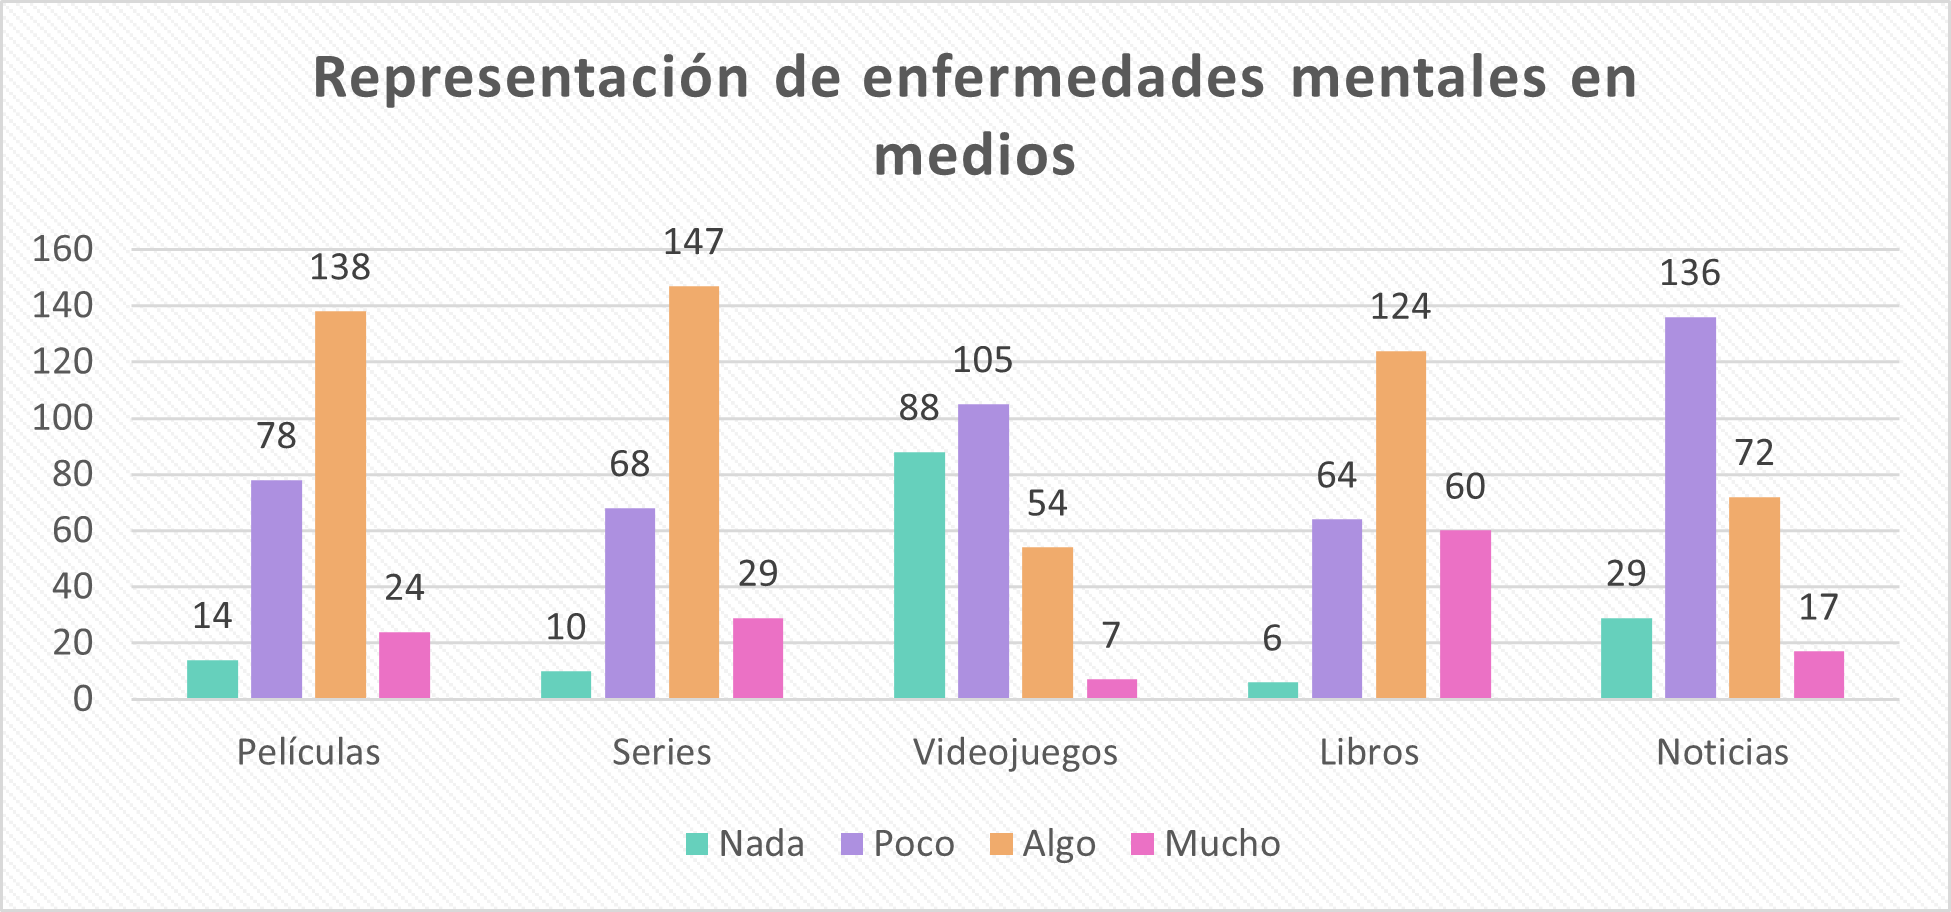 Representación de enfermedades mentales en
medios
160
140
120
100
80
60
40
20
0
14
78
138
24
10
68
147
29
88
105
54
7
6
64
124
60
29
136
72
17
Películas
Series
Videojuegos
Libros
Noticias
Nada
Poco
Algo
Mucho